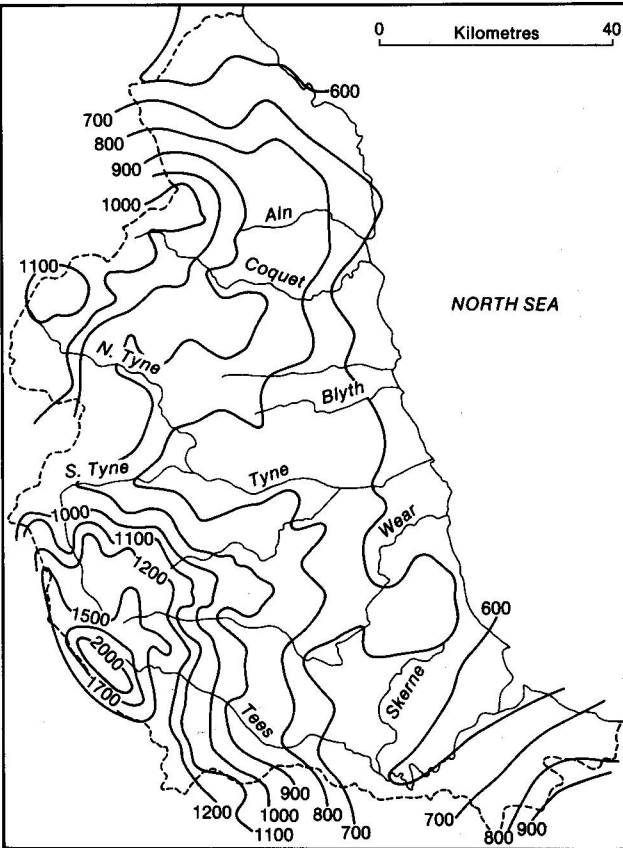 0 Kilometres 40
600
700
800
900
1000
Aln
1100
Coquet
NORTH SEA
N. Tyne
Blyth
S. Tyne
Tyne
1000
Wear
1100
1200
600
1500
2000
1700
Skerne
Tees
900
1200
1000
800
700
1100
700
800
900